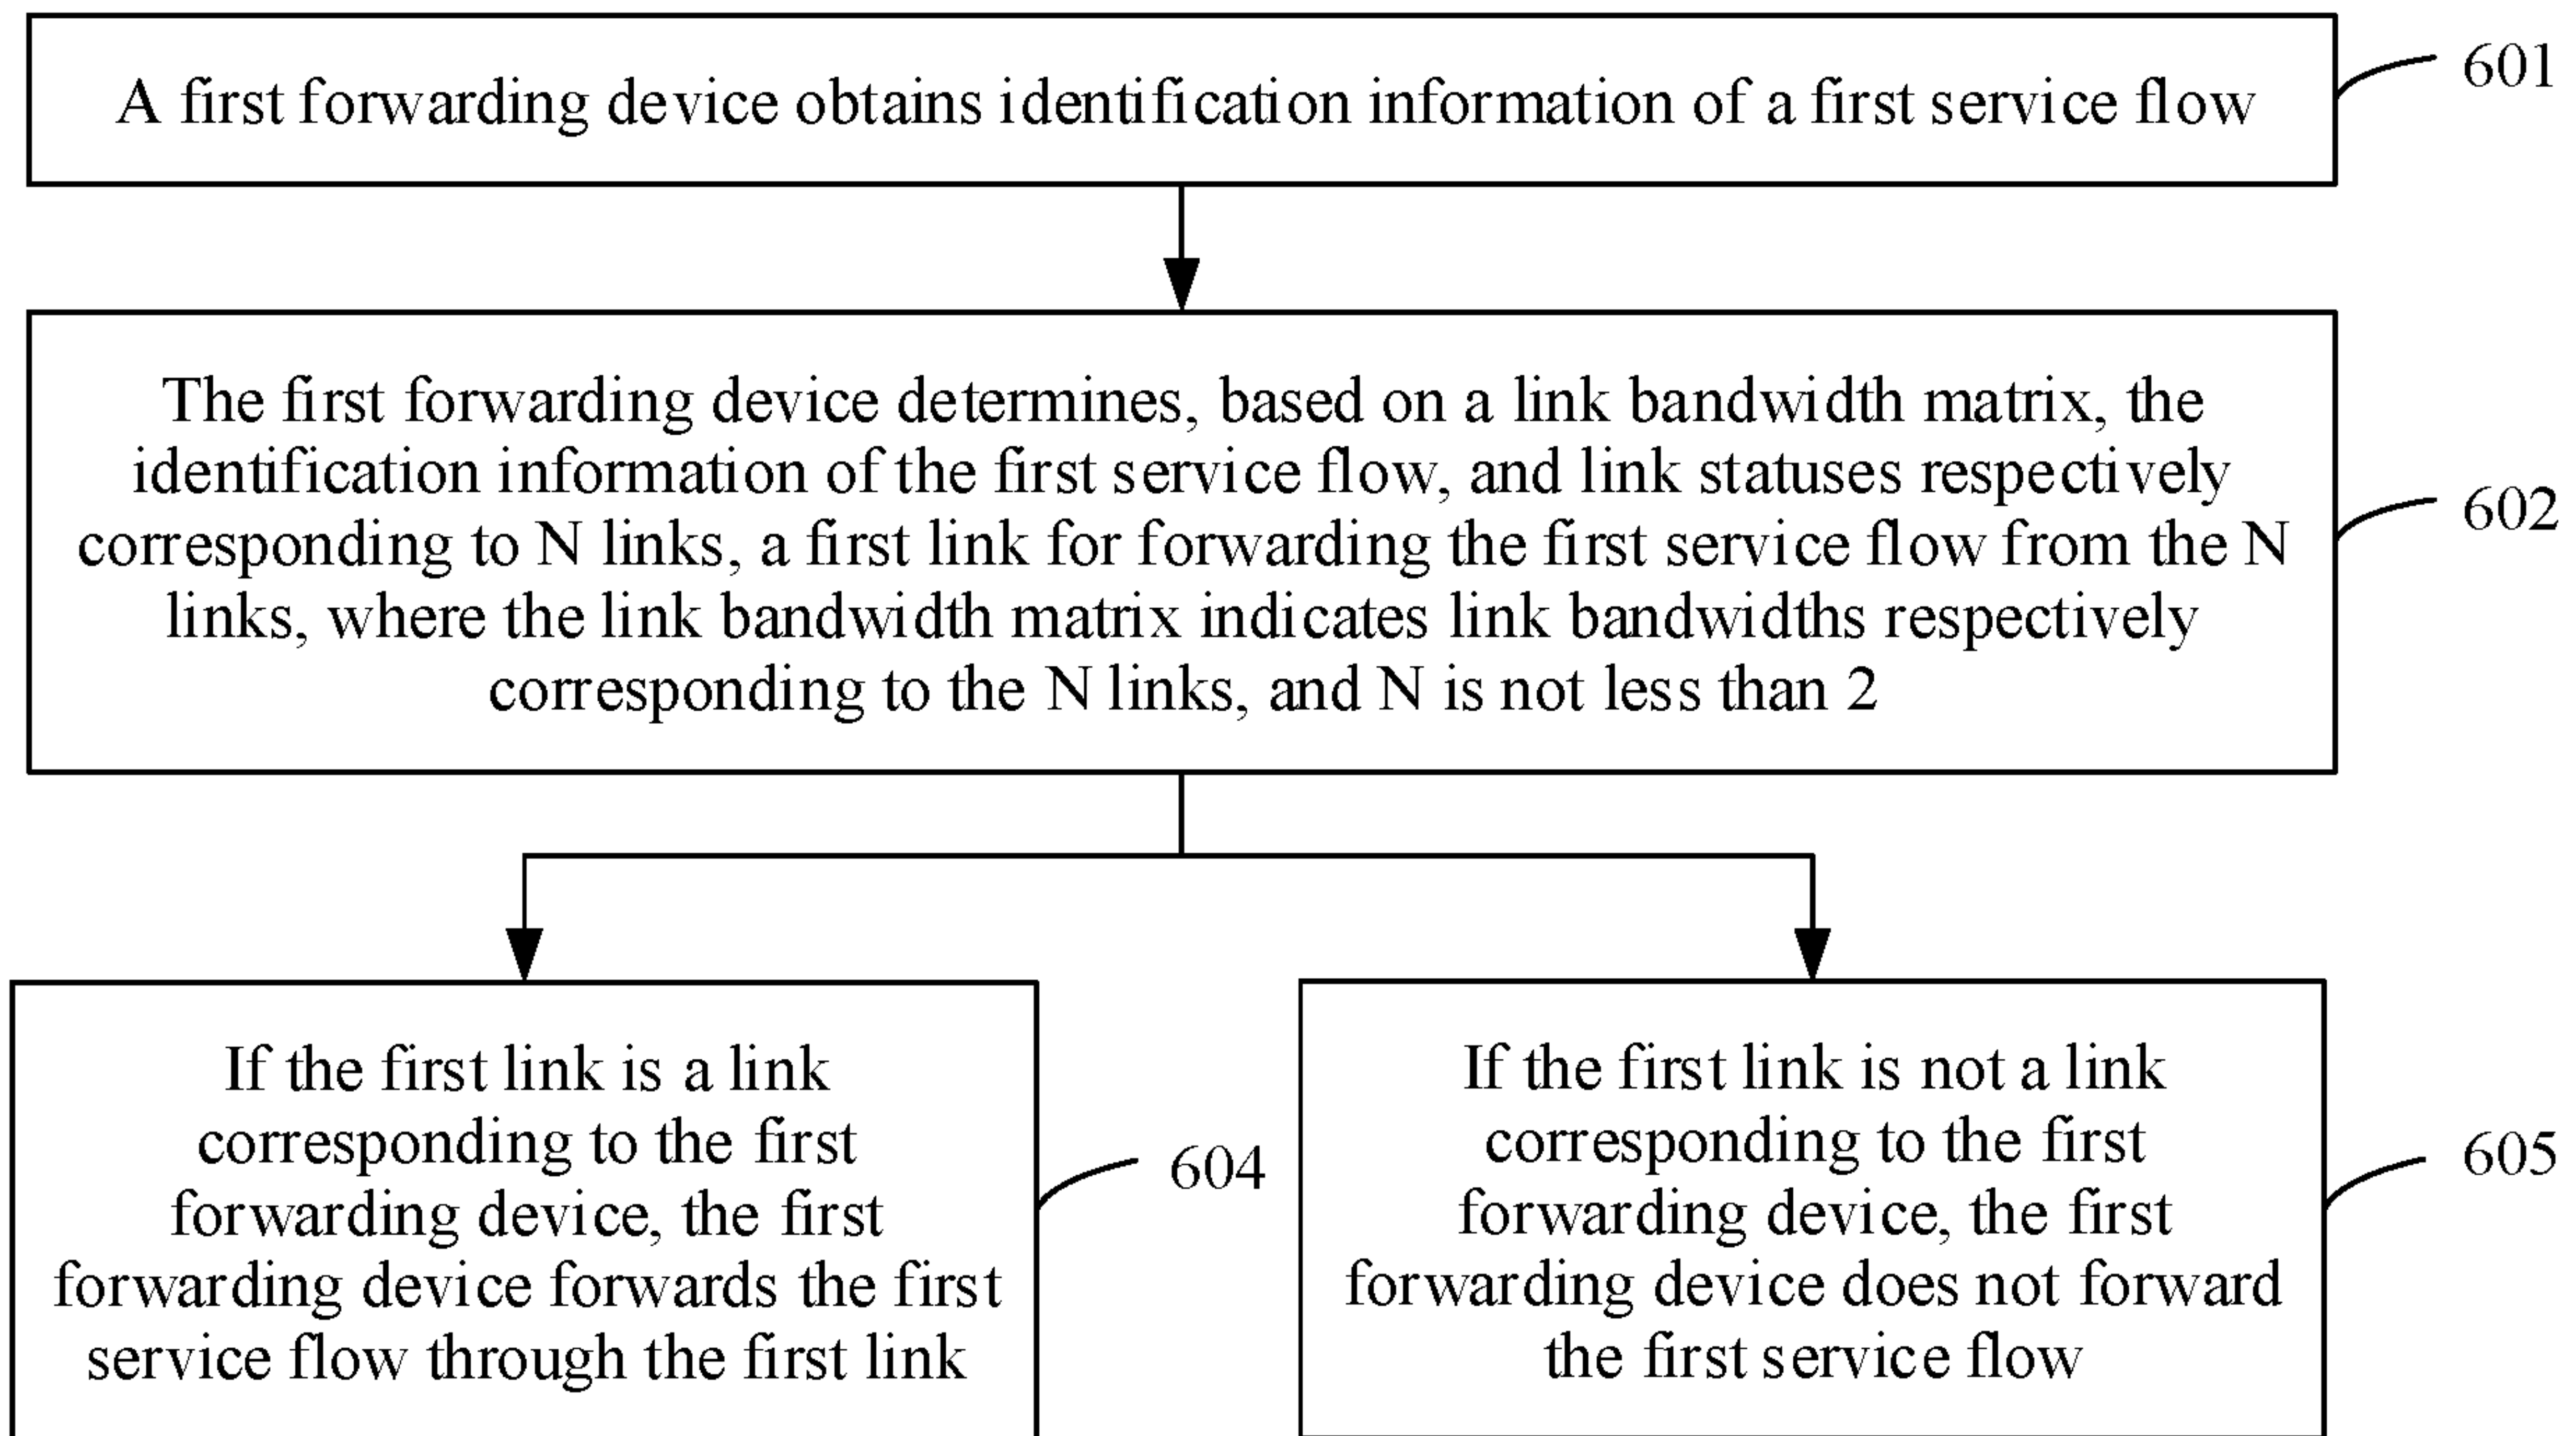 A first forwarding device obtains identification information of a first service flow
601
The first forwarding device determines, based on a link bandwidth matrix, the
identification information of the first service flow, and link statuses respectively
corresponding to N links, a first link for forwarding the first service flow from the N
links, where the link bandwidth matrix indicates link bandwidths respectively
corresponding to the N links, and N is not less than 2
602
If the first link is a link
corresponding to the first
forwarding device, the first
forwarding device forwards the first
service flow through the first link
604
If the first link is not a link
corresponding to the first
forwarding device, the first
forwarding device does not forward
the first service flow
605